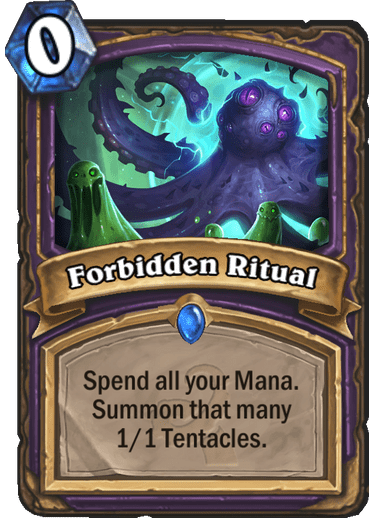 0
Forbidden Ritual
Spend all your Mana.
Summon that many
1/1 Tentacles.